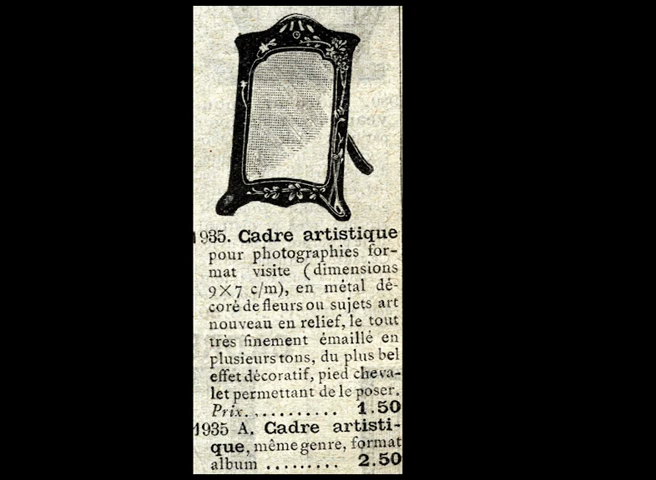 1935. Cadre artistique
pour photographies for-
mat visite (dimensions
9×7 c/m), en métal dé-
coré de fleurs ou sujets art
nouveau en relief, le tout
très finement émaillé en
plusieurs tons, du plus bel
effet décoratif, pied cheva-
let permettant de le poser.
Prix. .......... 1.50
1935 A. Cadre artisti-
que, même genre, format
album ......... 2.50